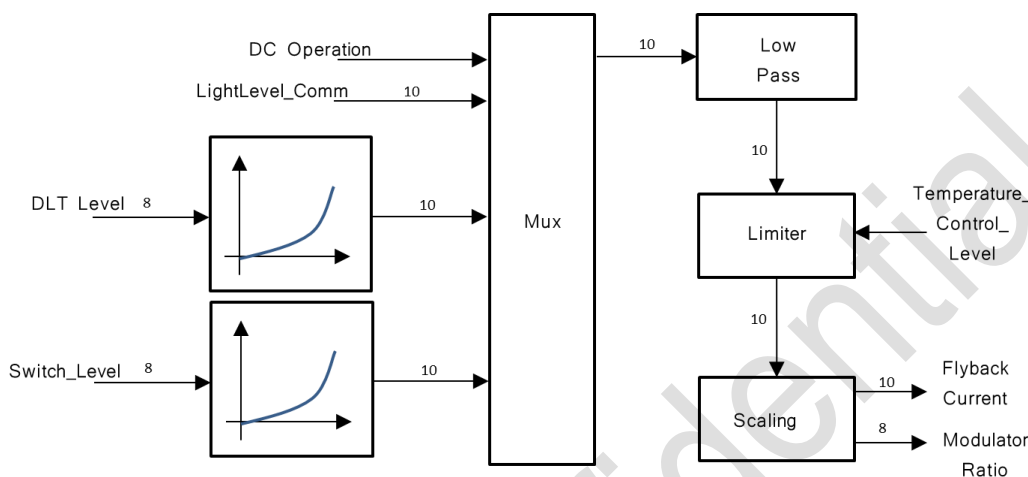 DC Operation
LightLevel_Comm
10
DLT Level
8
10
Switch_Level
8
10
Mux
10
Low
Pass
10
Limiter
Temperature_
Control_
Level
10
Scaling
10
Flyback
Current
8
Modulator
Ratio
idential